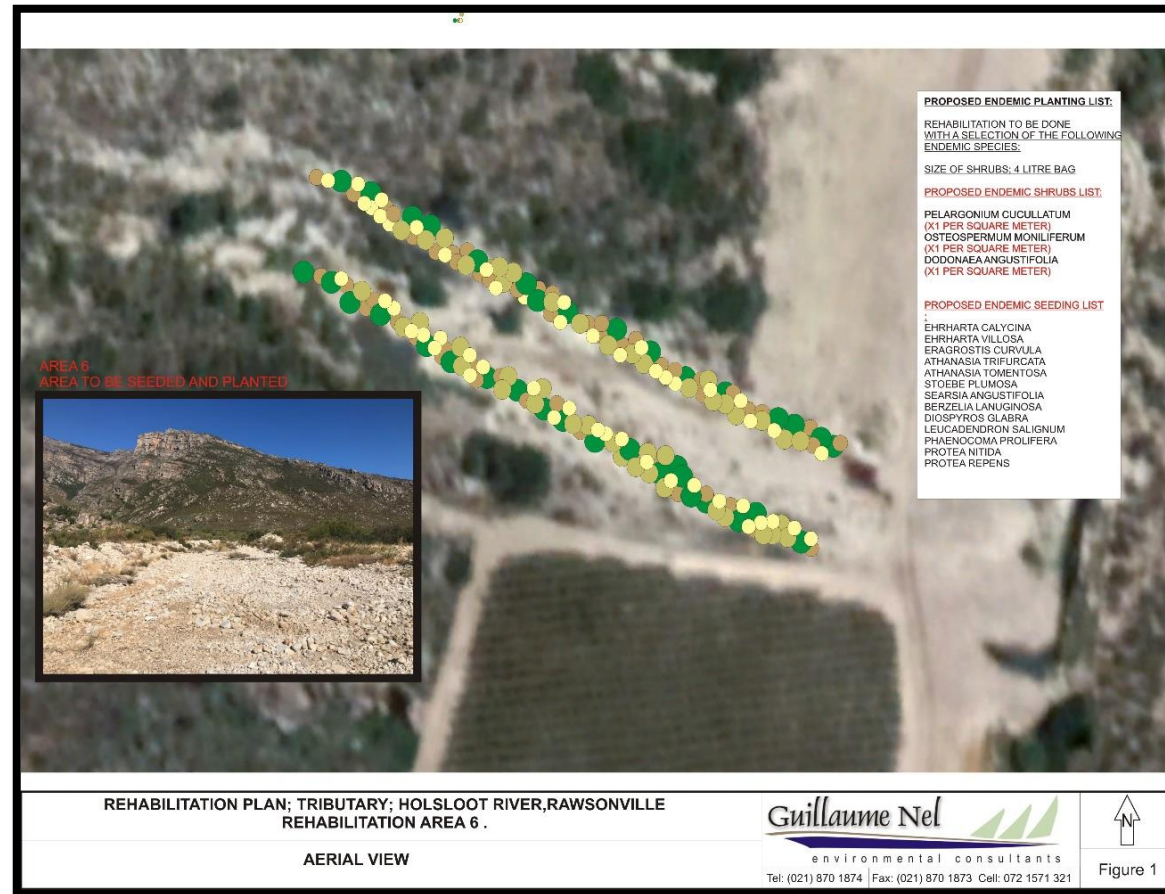 PROPOSED ENDEMIC PLANTING LIST:
REHABILITATION TO BE DONE
WITH A SELECTION OF THE FOLLOWING
ENDEMIC SPECIES:
SIZE OF SHRUBS: 4 LITRE BAG
PROPOSED ENDEMIC SHRUBS LIST:
PELARGONIUM CUCULLATUM
(X1 PER SQUARE METER)
OSTEOSPERMUM MONILIFERUM
(X1 PER SQUARE METER)
DODONAEA ANGUSTIFOLIA
(X1 PER SQUARE METER)
PROPOSED ENDEMIC SEEDING LIST
:
EHRHARTA CALYCINA
EHRHARTA VILLOSA
ERAGROSTIS CURVULA
ATHANASIA TRIFURCATA
ATHANASIA TOMENTOSA
STOEBE PLUMOSA
SEARSIA ANGUSTIFOLIA
BERZELIA LANUGINOSA
DIOSPYROS GLABRA
LEUCADENDRON SALIGNUM
PHAENOCOMA PROLIFERA
PROTEA NITIDA
PROTEA REPENS
AREA 6
AREA TO BE SEEDED AND PLANTED
REHABILITATION PLAN; TRIBUTARY; HOLSLOOT RIVER,RAWSONVILLE
REHABILITATION AREA 6 .
AERIAL VIEW
Guillaume Nel
environmental consultants
Tel: (021) 870 1874 Fax: (021) 870 1873 Cell: 072 1571 321
N
Figure 1